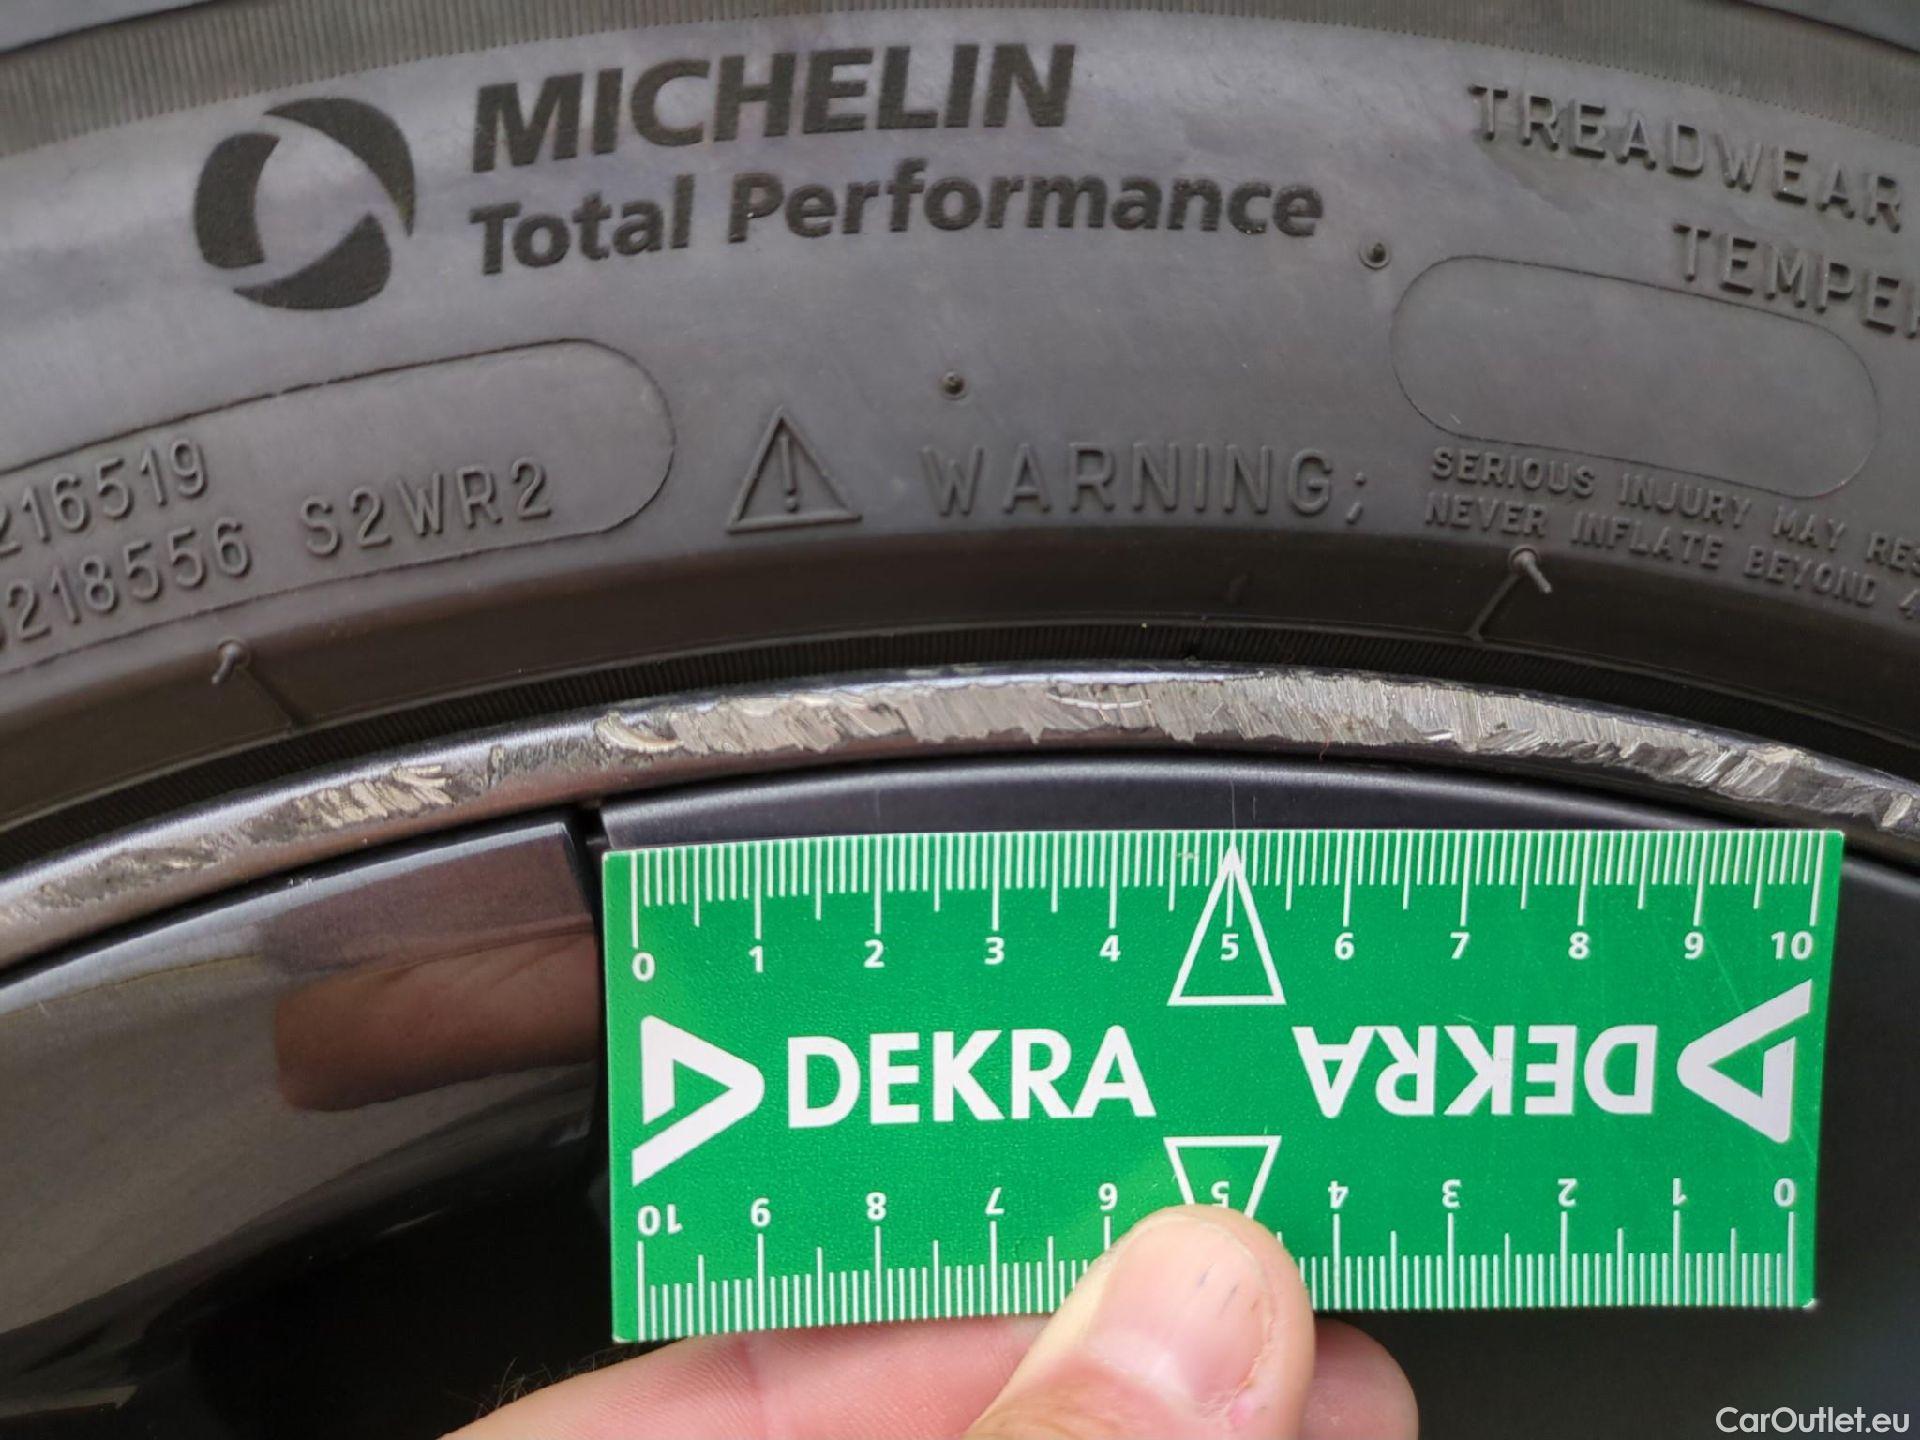 MICHELIN
Total Performance
TREADWEAR
216519
218556 S2WR2
WARNING;
SERIOUS INJURY MAY
NEVER INFLATE BEYOND
0 1 2 3 4 5 6 7 8 9 10
DEKRA DEKRA
10 9 8 7 6 5 4 3 2 1 0
CarOutlet.eu